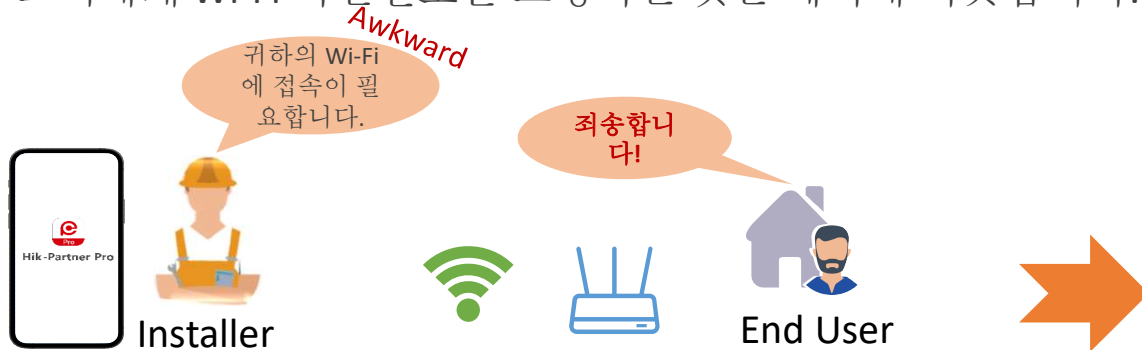 Awkward
귀하의 Wi-Fi
에 접속이 필
요합니다.
죄송합니
다!
Pro
Hik-Partner Pro
Installer
End User